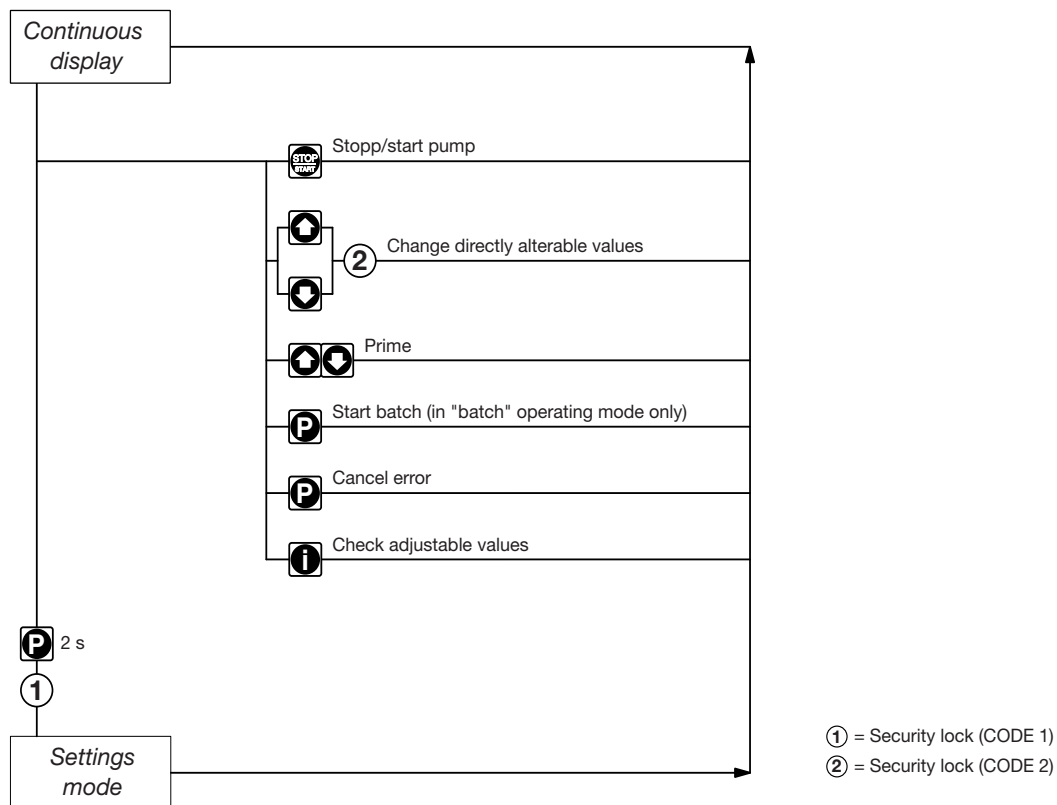 Continuous
display
STOP
START
Stopp/start pump
2
Change directly alterable values
Prime
P
Start batch (in "batch" operating mode only)
P
Cancel error
i
Check adjustable values
P 2 s
1
Settings
mode
1 = Security lock (CODE 1)
2 = Security lock (CODE 2)